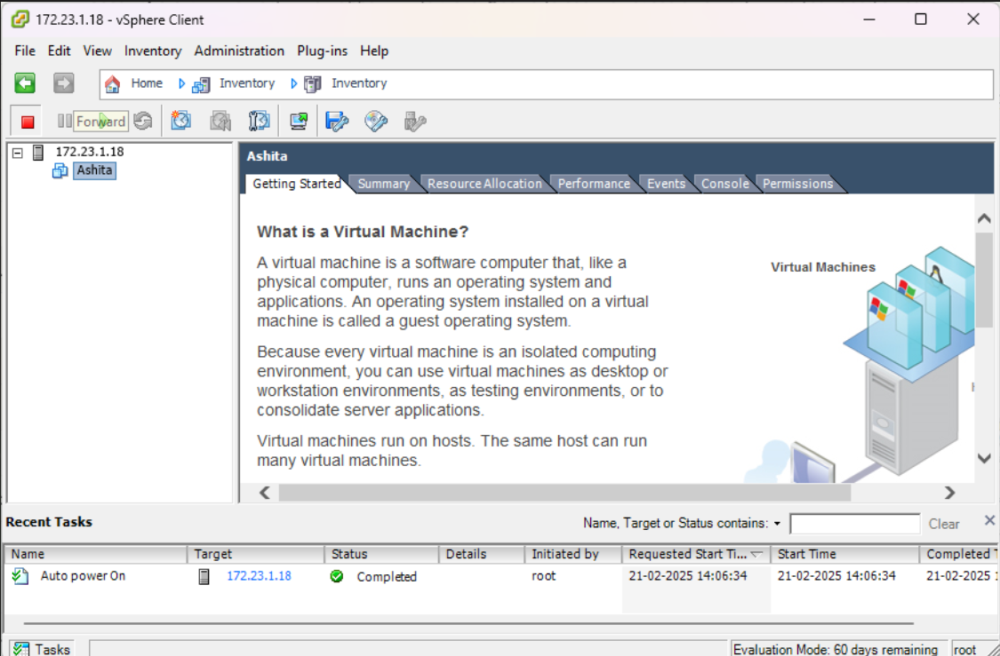 172.23.1.18 - vSphere Client
File Edit View Inventory Administration Plug-ins Help
Home Inventory Inventory
Forward
172.23.1.18
Ashita
Ashita
Getting Started Summary Resource Allocation Performance Events Console Permissions
What is a Virtual Machine?
A virtual machine is a software computer that, like a
physical computer, runs an operating system and
applications. An operating system installed on a virtual
machine is called a guest operating system.
Because every virtual machine is an isolated computing
environment, you can use virtual machines as desktop or
workstation environments, as testing environments, or to
consolidate server applications.
Virtual machines run on hosts. The same host can run
many virtual machines.
Virtual Machines
Recent Tasks
Name, Target or Status contains: Clear
Name Target Status Details Initiated by Requested Start Ti... Start Time Completed T
Auto power On 172.23.1.18 Completed root 21-02-2025 14:06:34 21-02-2025 14:06:34 21-02-2025 1
Tasks Evaluation Mode: 60 days remaining root